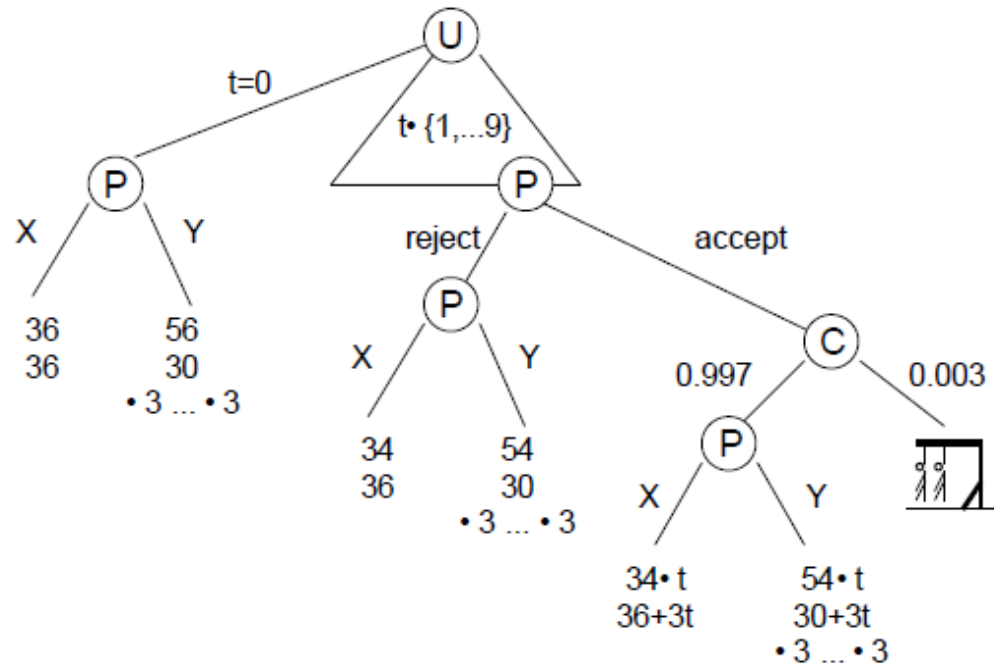 U
t=0
t• {1,...9}
P
P
X
Y
reject
accept
36
36
56
30
• 3 ... • 3
P
C
X
Y
0.997
0.003
34
36
54
30
• 3 ... • 3
P
X
Y
34• t
36+3t
54• t
30+3t
• 3 ... • 3